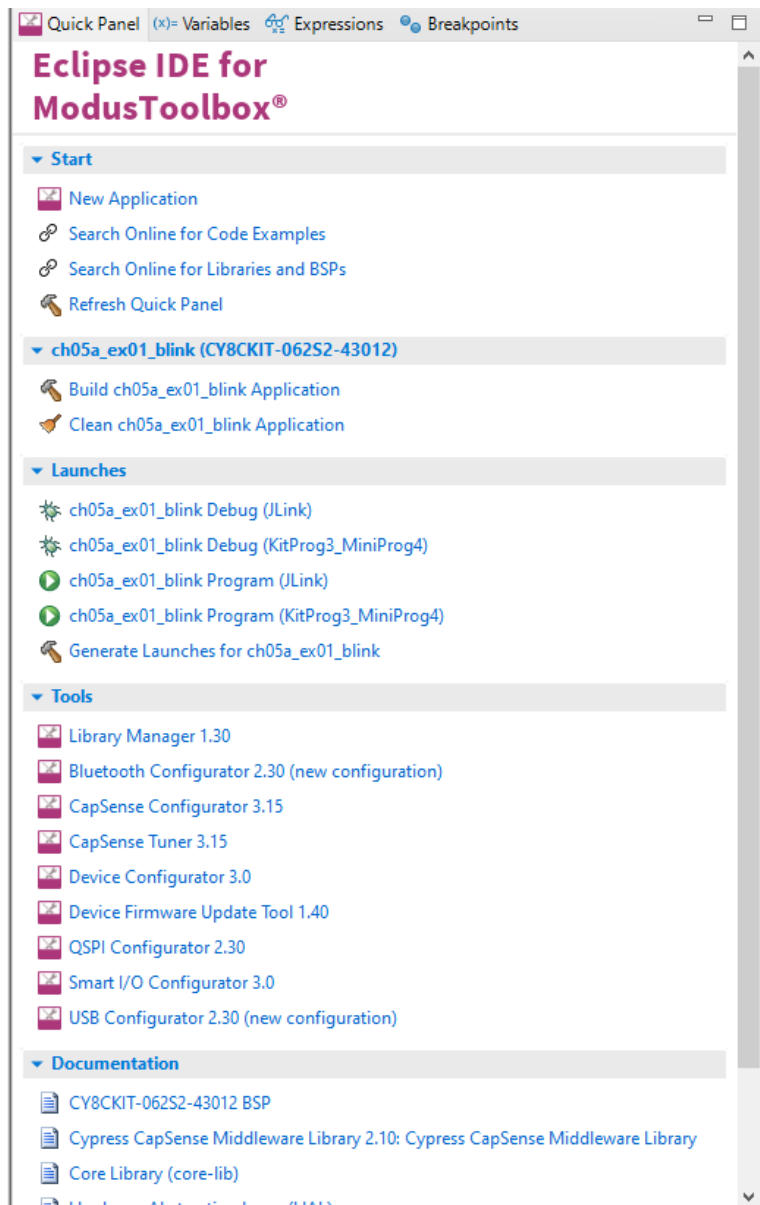 Quick Panel (x)= Variables Expressions Breakpoints
Eclipse IDE for
ModusToolbox®
Start
New Application
Search Online for Code Examples
Search Online for Libraries and BSPs
Refresh Quick Panel
ch05a_ex01_blink (CY8CKIT-062S2-43012)
Build ch05a_ex01_blink Application
Clean ch05a_ex01_blink Application
Launches
ch05a_ex01_blink Debug (JLink)
ch05a_ex01_blink Debug (KitProg3_MiniProg4)
ch05a_ex01_blink Program (JLink)
ch05a_ex01_blink Program (KitProg3_MiniProg4)
Generate Launches for ch05a_ex01_blink
Tools
Library Manager 1.30
Bluetooth Configurator 2.30 (new configuration)
CapSense Configurator 3.15
CapSense Tuner 3.15
Device Configurator 3.0
Device Firmware Update Tool 1.40
QSPI Configurator 2.30
Smart I/O Configurator 3.0
USB Configurator 2.30 (new configuration)
Documentation
CY8CKIT-062S2-43012 BSP
Cypress CapSense Middleware Library 2.10: Cypress CapSense Middleware Library
Core Library (core-lib)